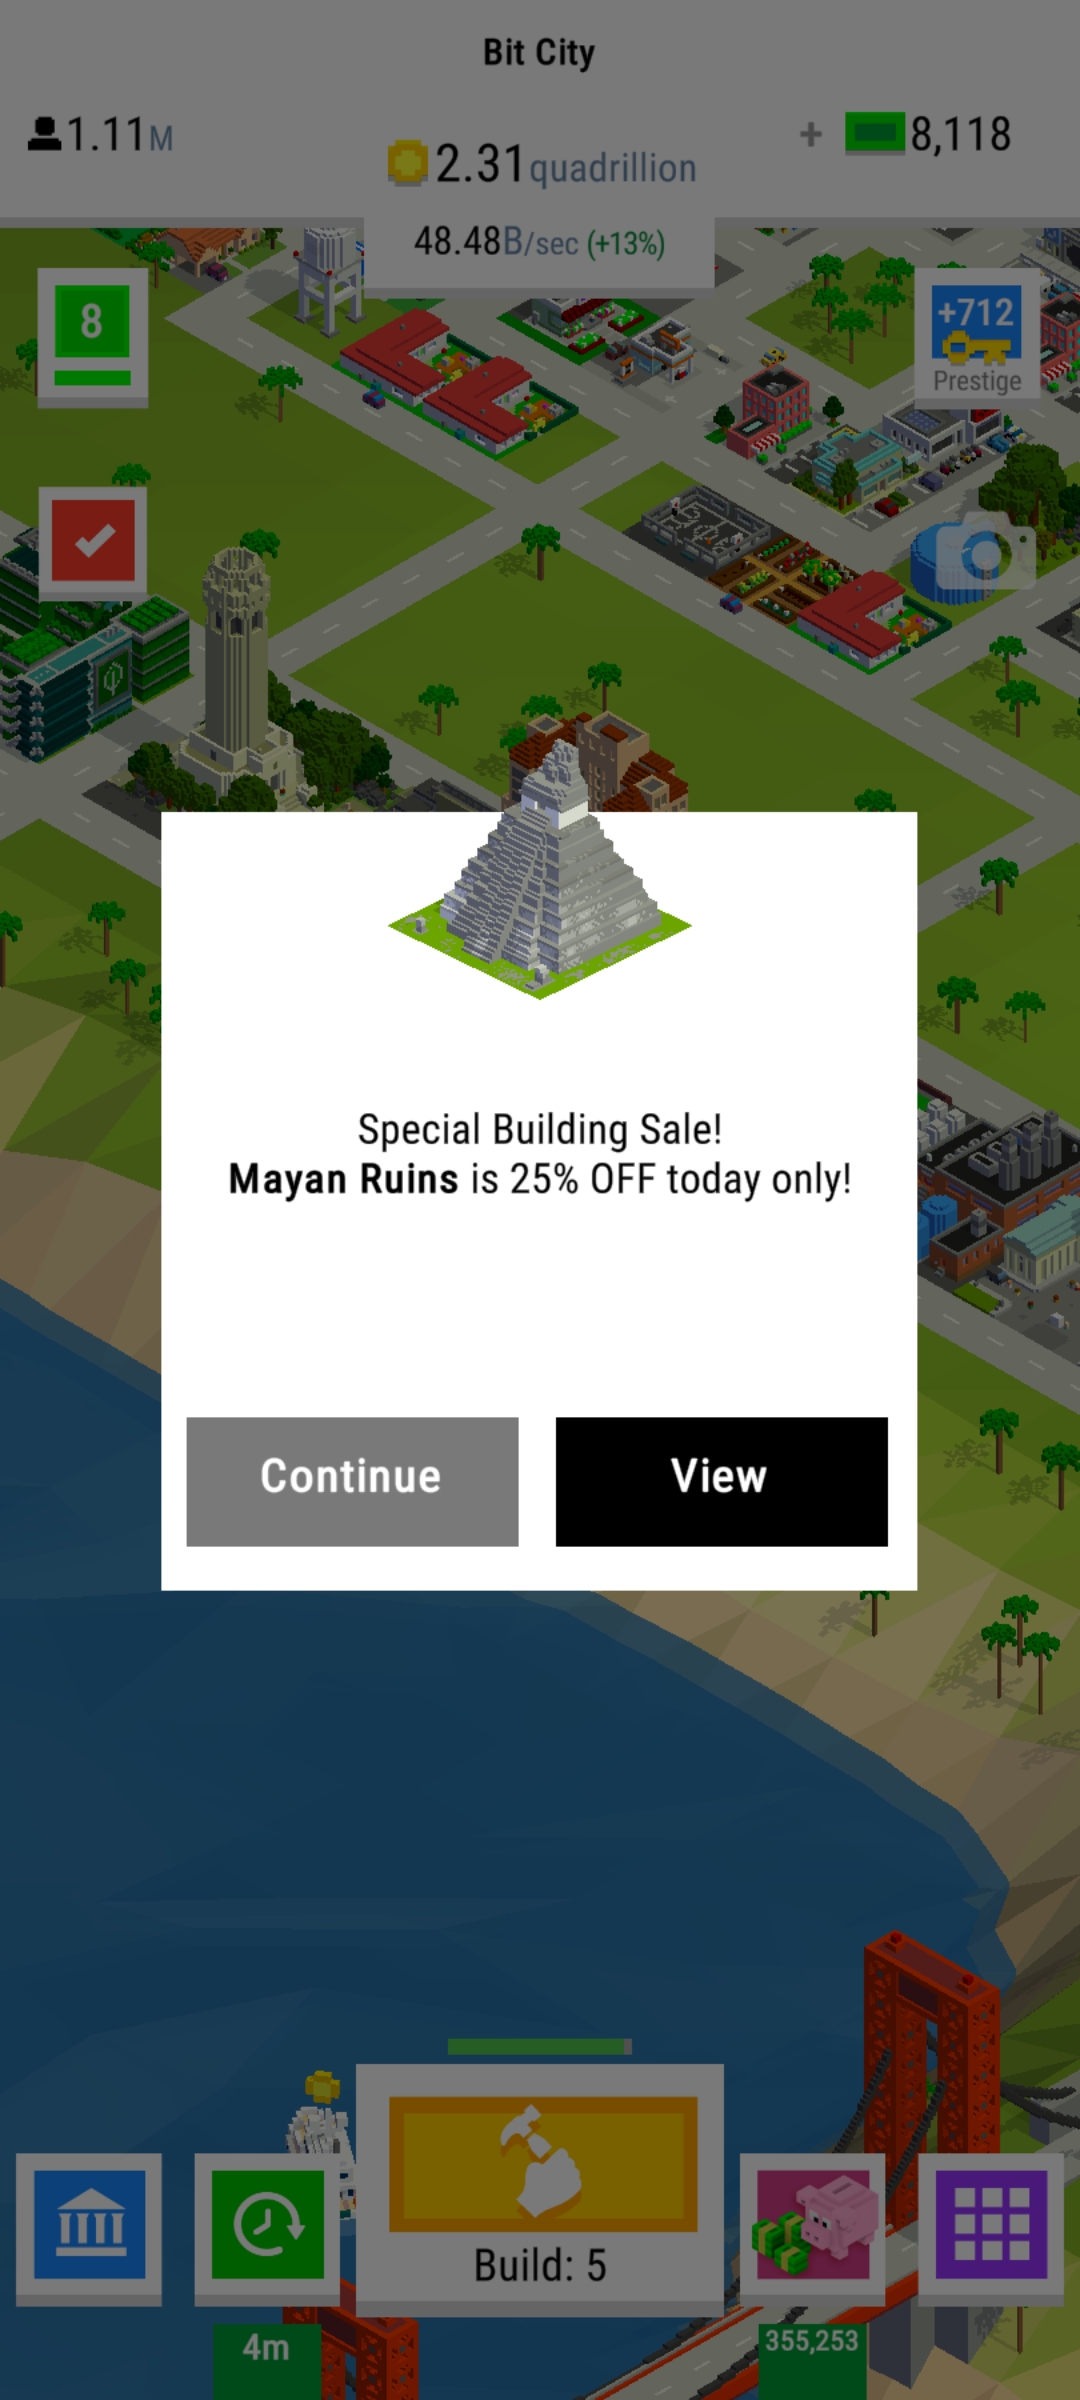 Bit City
1.11M
2.31quadrillion
+ 8,118
48.48B/sec (+13%)
8
+712
Prestige
Special Building Sale!
Mayan Ruins is 25% OFF today only!
Continue
View
Build: 5
4m
355,253